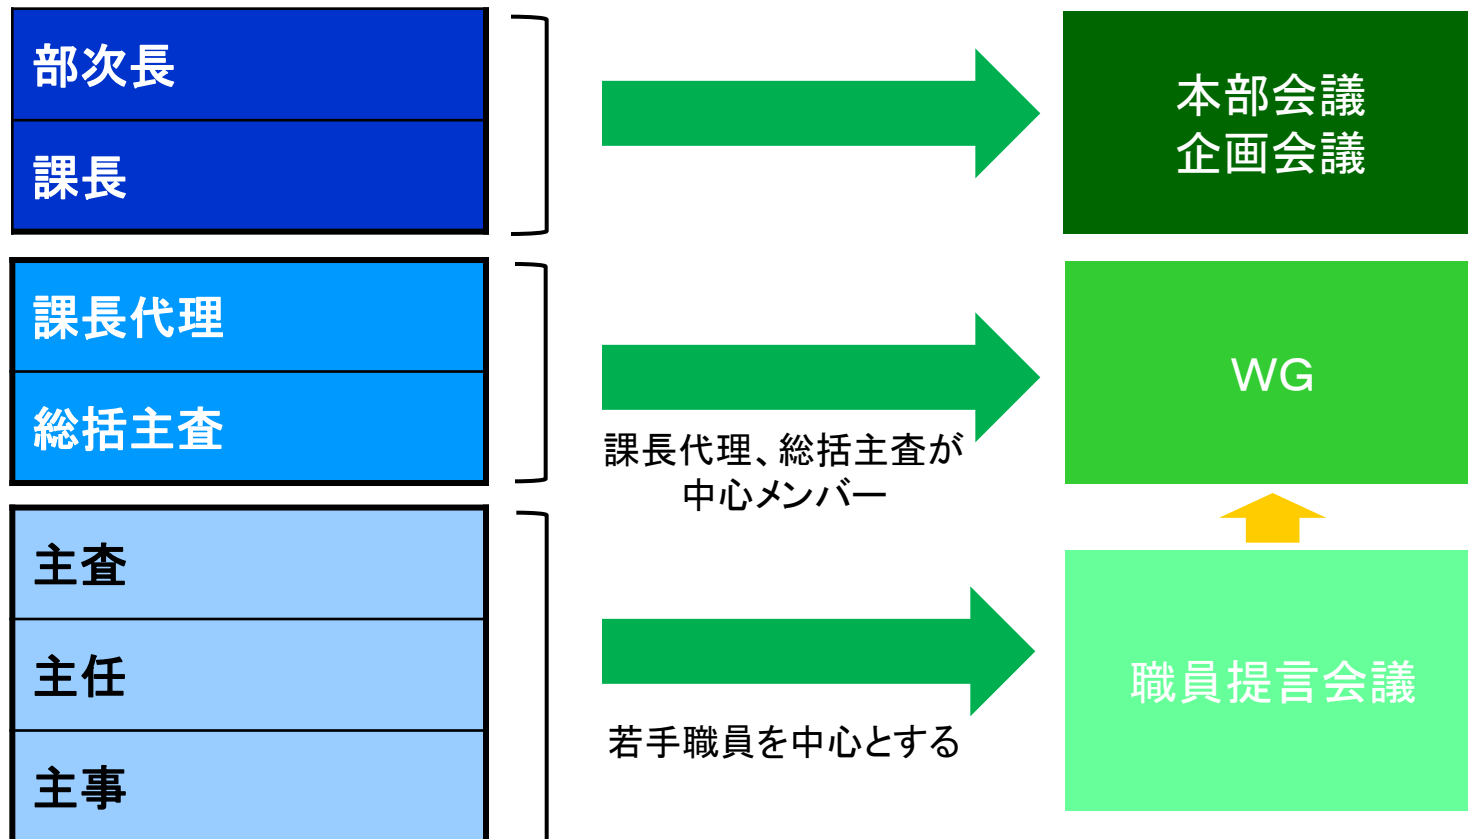 部次長
課長
本部会議
企画会議
課長代理
総括主査
課長代理、総括主査が
中心メンバー
WG
主査
主任
主事
若手職員を中心とする
職員提言会議